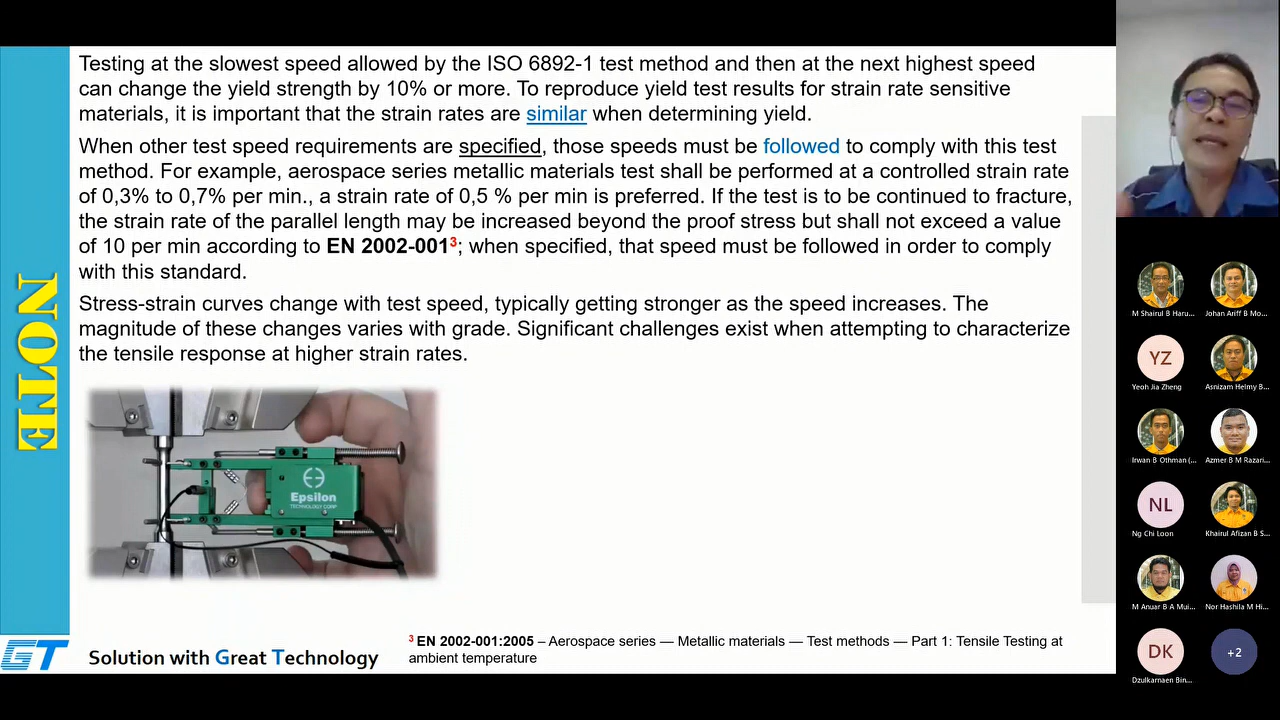 Testing at the slowest speed allowed by the ISO 6892-1 test method and then at the next highest speed
can change the yield strength by 10% or more. To reproduce yield test results for strain rate sensitive
materials, it is important that the strain rates are similar when determining yield.
When other test speed requirements are specified, those speeds must be followed to comply with this test
method. For example, aerospace series metallic materials test shall be performed at a controlled strain rate
of 0,3% to 0,7% per min., a strain rate of 0,5 % per min is preferred. If the test is to be continued to fracture,
the strain rate of the parallel length may be increased beyond the proof stress but shall not exceed a value
of 10 per min according to EN 2002-001³; when specified, that speed must be followed in order to comply
with this standard.
Stress-strain curves change with test speed, typically getting stronger as the speed increases. The
magnitude of these changes varies with grade. Significant challenges exist when attempting to characterize
the tensile response at higher strain rates.
NOTE
Epsilon
TECHNOLOGY CORP
GT
Solution with Great Technology
³ EN 2002-001:2005 – Aerospace series — Metallic materials — Test methods — Part 1: Tensile Testing at
ambient temperature
M Shairul B Haru...
Johan Ariff B Mo...
YZ
Yeoh Jia Zheng
Asnizam Helmy B...
Irwan B Othman (...
Azmer B M Razari...
NL
Ng Chi Loon
Khairul Afizan B S...
M Anuar B A Mui...
Nor Hashila M Hi...
DK
Dzulkarnaen Bin...
+2